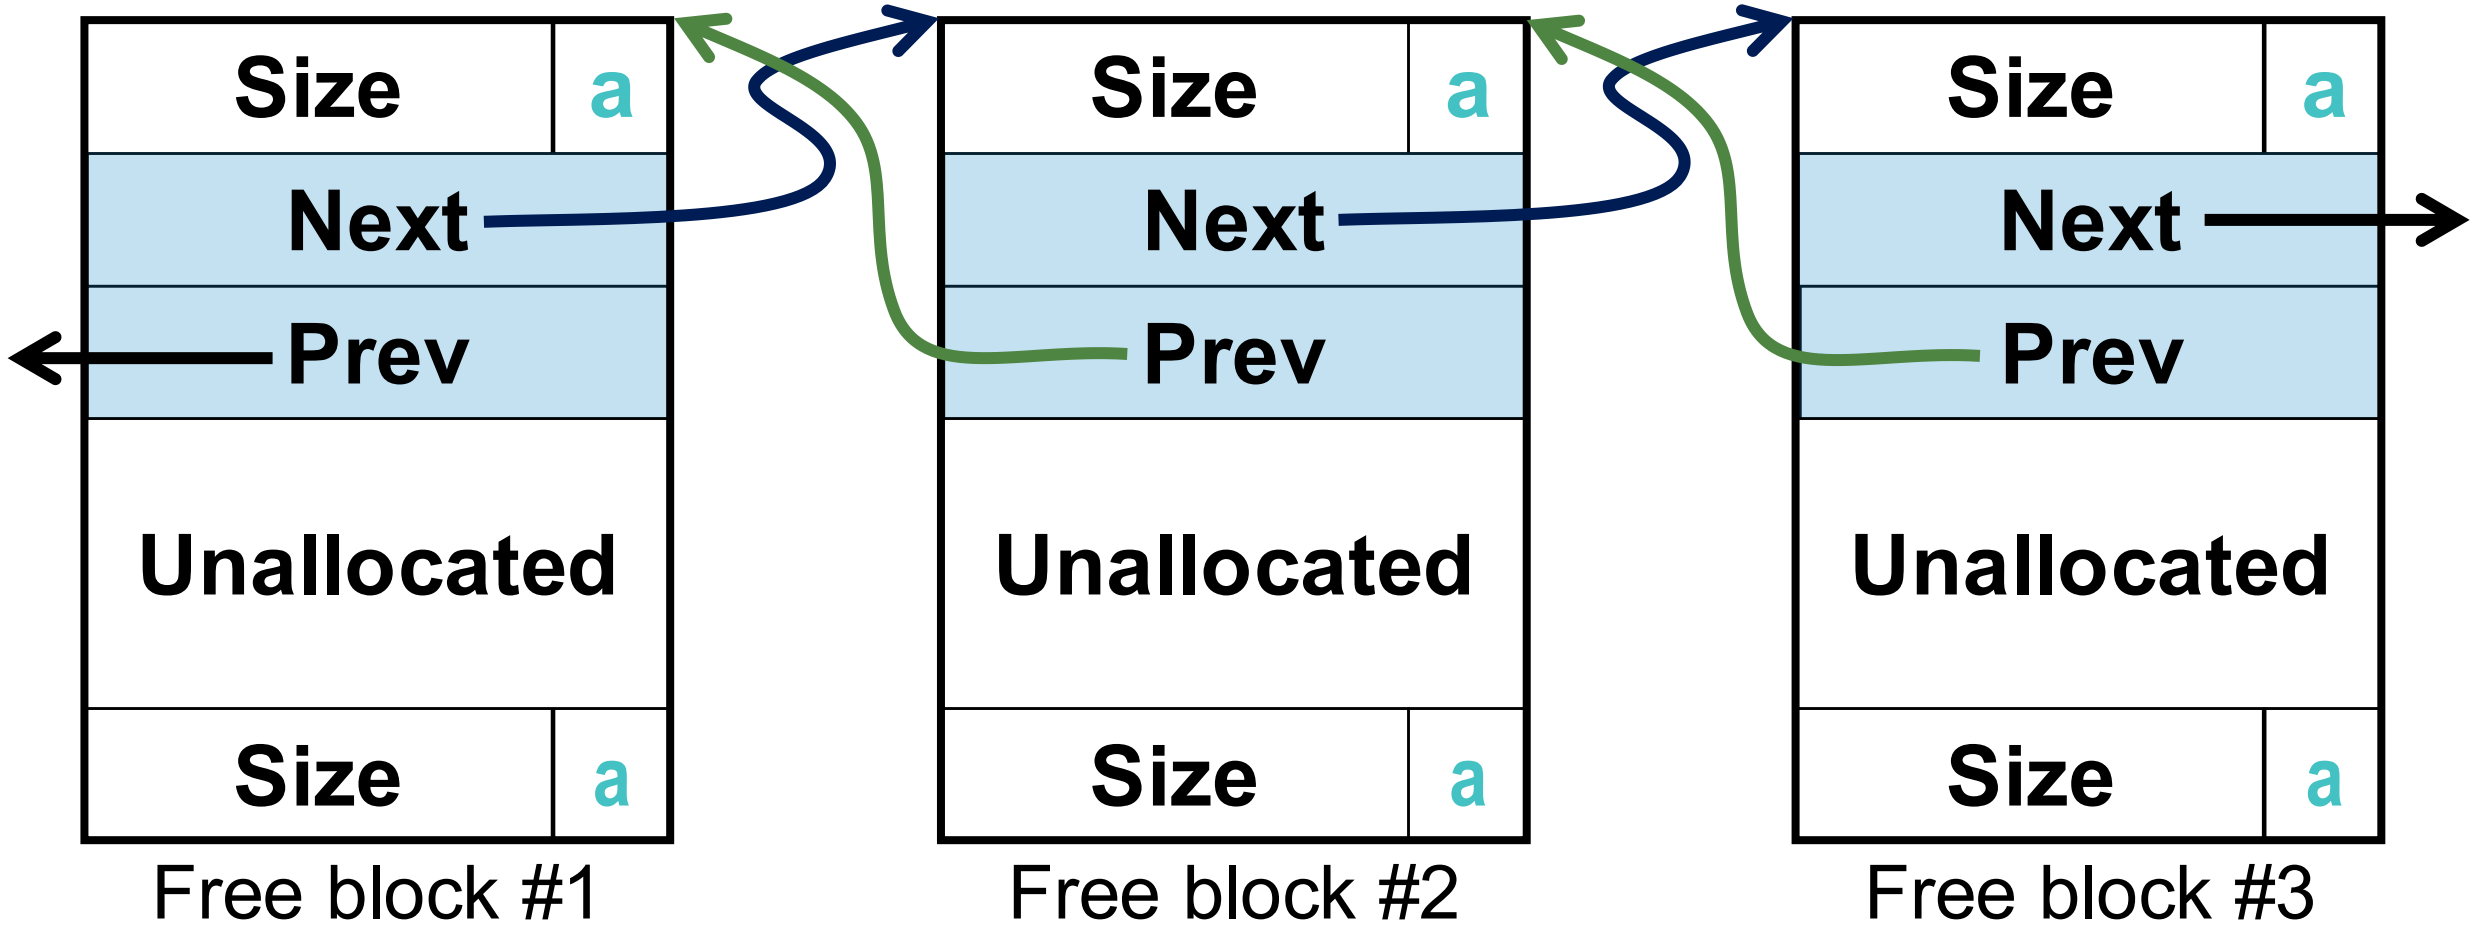 Size a
Next
Prev
Unallocated
Size a
Free block #1
Size a
Next
Prev
Unallocated
Size a
Free block #2
Size a
Next
Prev
Unallocated
Size a
Free block #3